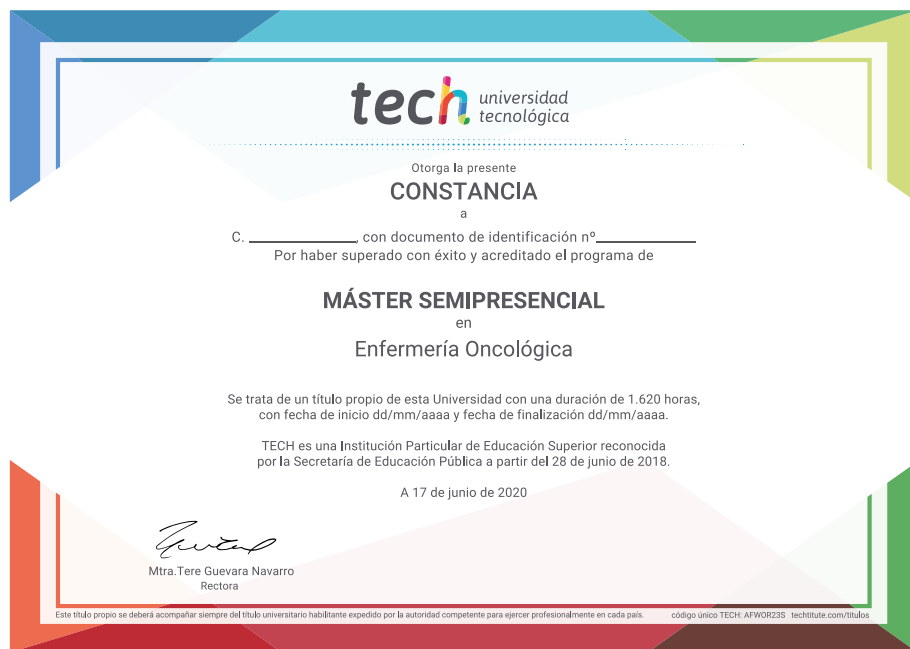 tech universidad
tecnológica
Otorga la presente
CONSTANCIA
a
C. ____________, con documento de identificación nº____________
Por haber superado con éxito y acreditado el programa de
MÁSTER SEMIPRESENCIAL
en
Enfermería Oncológica
Se trata de un título propio de esta Universidad con una duración de 1.620 horas,
con fecha de inicio dd/mm/aaaa y fecha de finalización dd/mm/aaaa.
TECH es una Institución Particular de Educación Superior reconocida
por la Secretaría de Educación Pública a partir del 28 de junio de 2018.
A 17 de junio de 2020
Mtra.Tere Guevara Navarro
Rectora
Este título propio se deberá acompañar siempre del título universitario habilitante expedido por la autoridad competente para ejercer profesionalmente en cada país. código único TECH: AFWOR23S techtitute.com/titulos